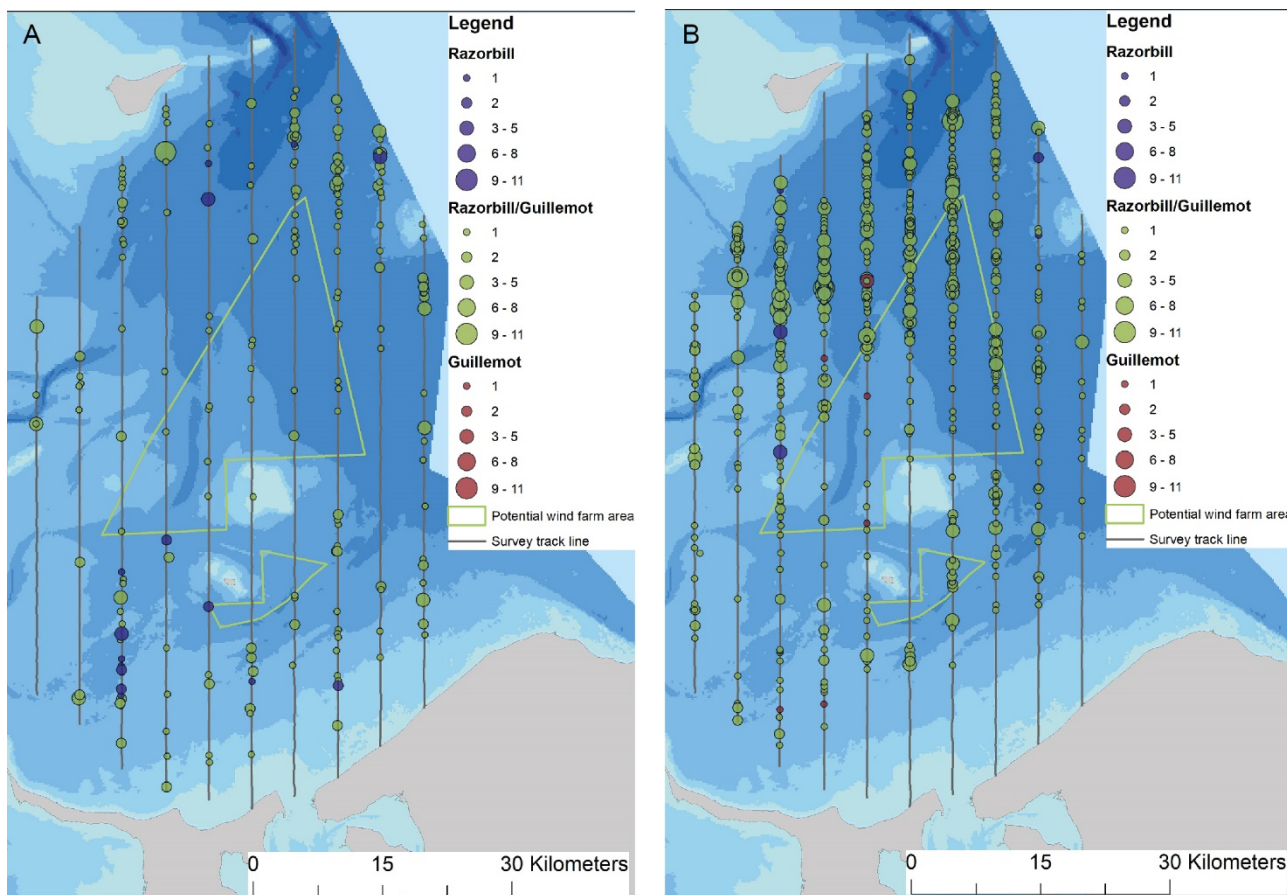 A
Legend
Razorbill
1
2
3 - 5
6 - 8
9 - 11
Razorbill/Guillemot
1
2
3 - 5
6 - 8
9 - 11
Guillemot
1
2
3 - 5
6 - 8
9 - 11
Potential wind farm area
Survey track line
0 15 30 Kilometers
B
Legend
Razorbill
1
2
3 - 5
6 - 8
9 - 11
Razorbill/Guillemot
1
2
3 - 5
6 - 8
9 - 11
Guillemot
1
2
3 - 5
6 - 8
9 - 11
Potential wind farm area
Survey track line
0 15 30 Kilometers